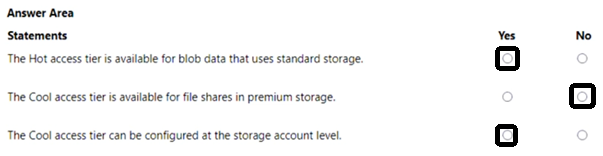 Answer Area
Statements Yes No
The Hot access tier is available for blob data that uses standard storage.
The Cool access tier is available for file shares in premium storage.
The Cool access tier can be configured at the storage account level.